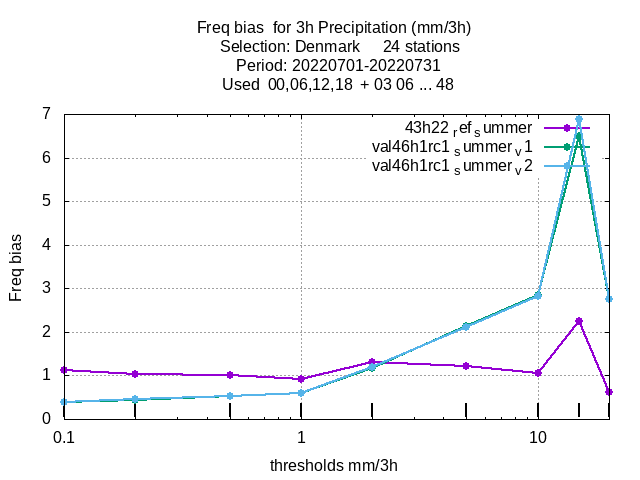 Freq bias  for 3h Precipitation (mm/3h)
Selection: Denmark     24 stations
Period: 20220701-20220731
Used  00,06,12,18  + 03 06 ... 48
7
6
5
4
3
2
1
0
Freq bias
43h22 ref summer
val46h1rc1 summer v1
val46h1rc1 summer v2
0.1 1 10
thresholds mm/3h